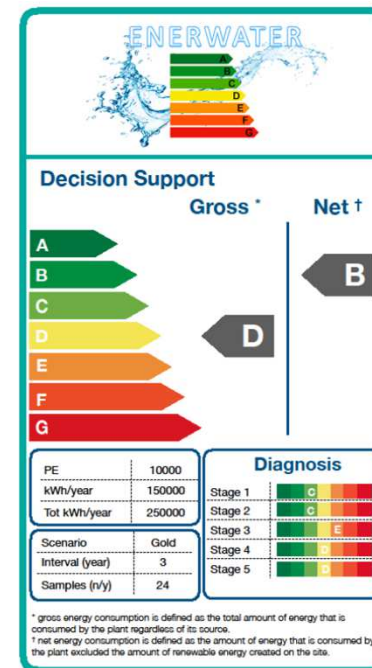 ENERWATER
A
B
C
D
E
F
G
Decision Support
Gross * Net †
A
B
B
C
D
D
E
F
G
PE 10000
kWh/year 150000
Tot kWh/year 250000
Scenario Gold
Interval (year) 3
Samples (n/y) 24
Diagnosis
Stage 1 C
Stage 2 C
Stage 3 E
Stage 4 D
Stage 5 D
* gross energy consumption is defined as the total amount of energy that is
consumed by the plant regardless of its source.
† net energy consumption is defined as the amount of energy that is consumed by
the plant excluded the amount of renewable energy created on the site.